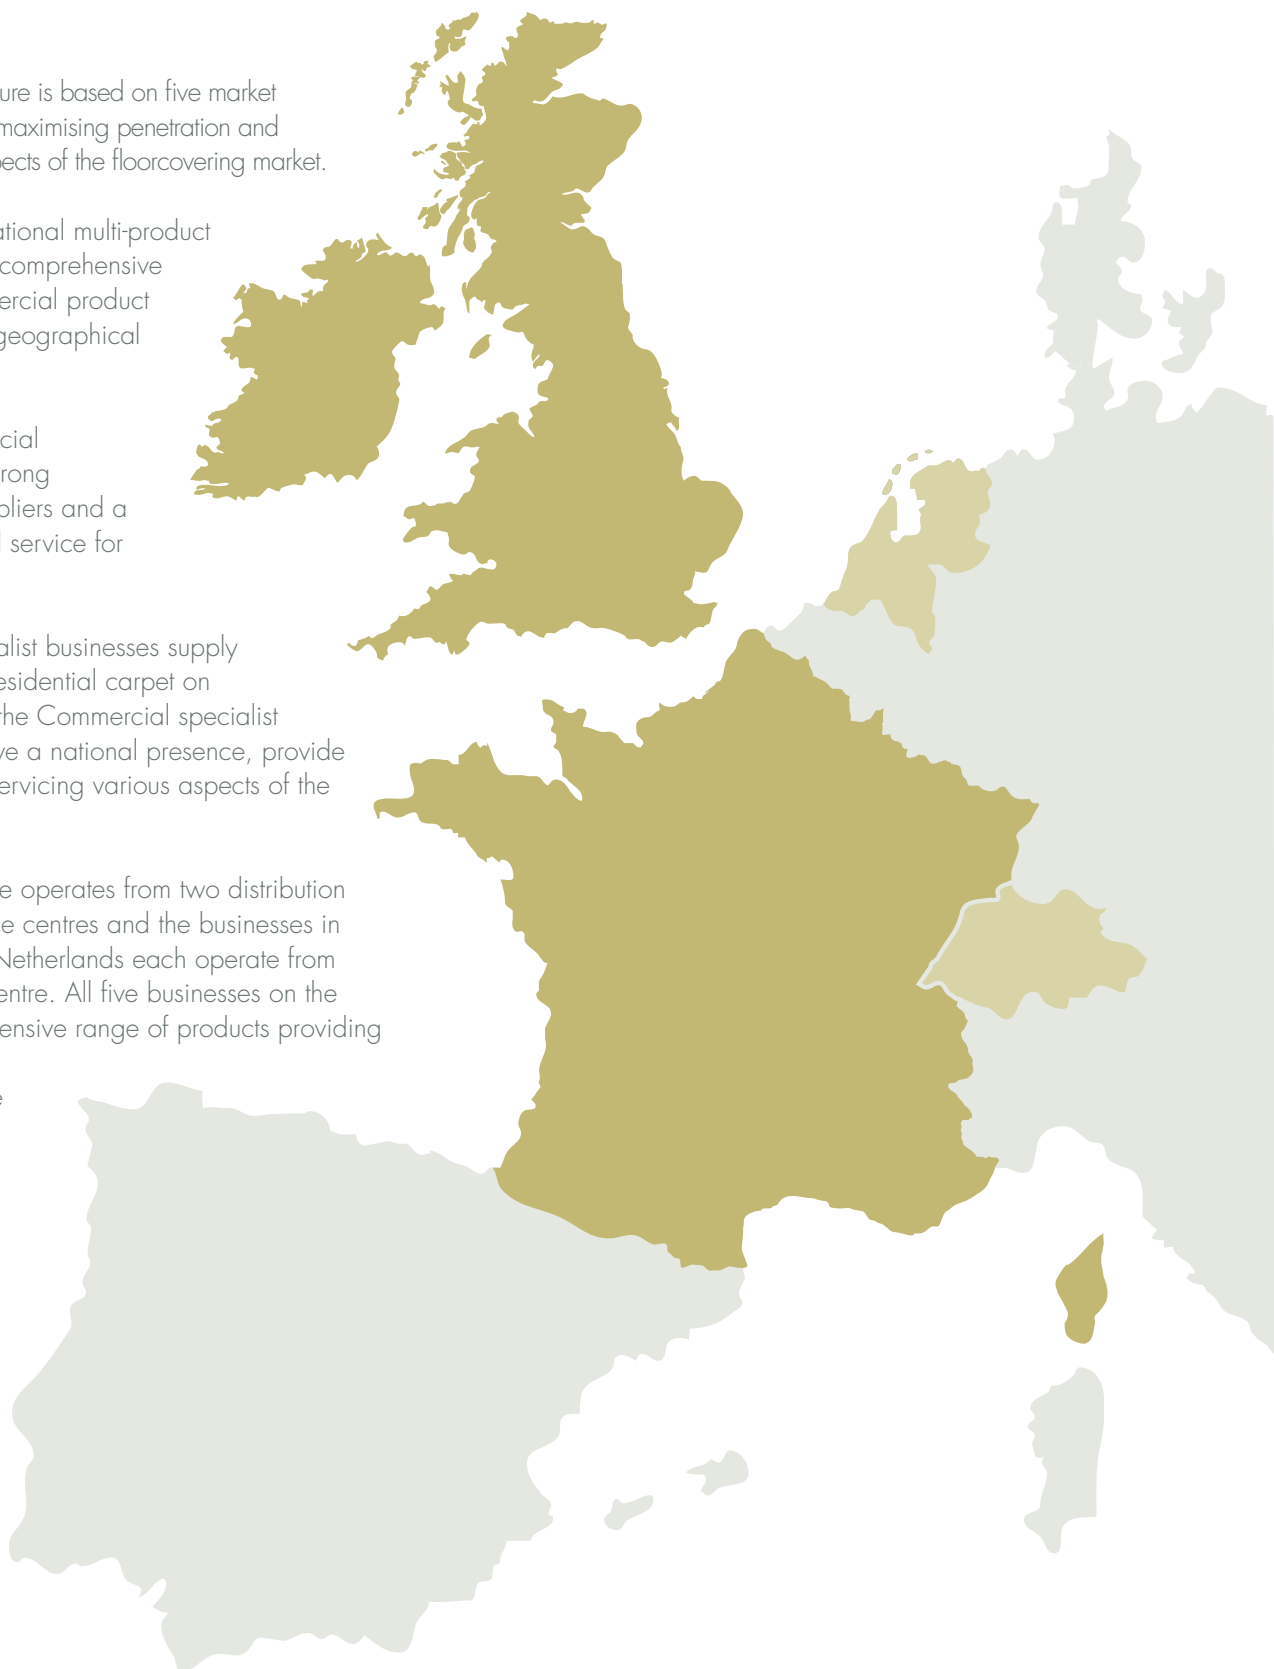 ure is based on five market
maximising penetration and
pects of the floorcovering market.
ational multi-product
comprehensive
ercial product
geographical
cial
rong
pliers and a
service for
alist businesses supply
esidential carpet on
the Commercial specialist
ve a national presence, provide
ervicing various aspects of the
e operates from two distribution
ce centres and the businesses in
Netherlands each operate from
entre. All five businesses on the
ensive range of products providing
e